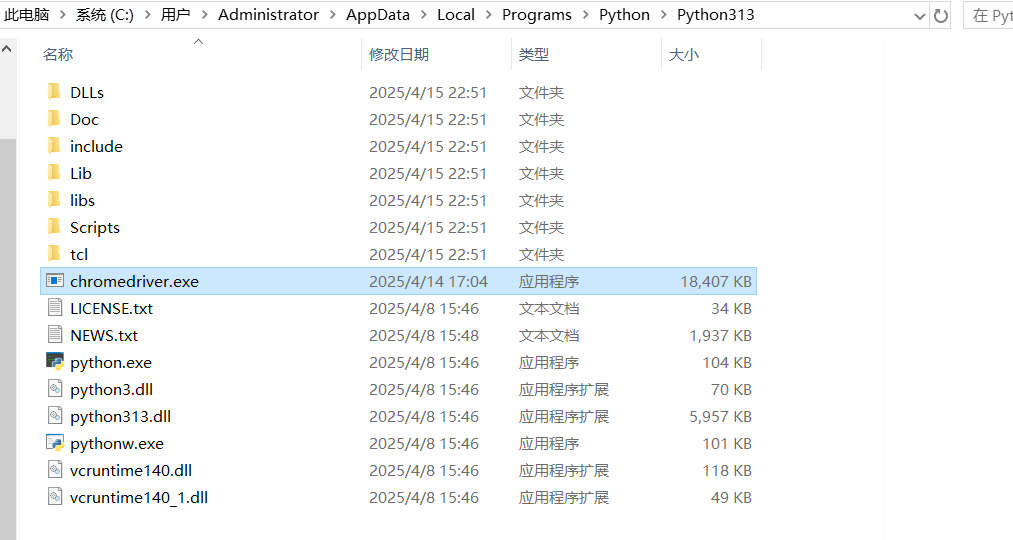 此电脑 > 系统 (C:) > 用户 > Administrator > AppData > Local > Programs > Python > Python313 在 Pyt
名称 修改日期 类型 大小
DLLs 2025/4/15 22:51 文件夹
Doc 2025/4/15 22:51 文件夹
include 2025/4/15 22:51 文件夹
Lib 2025/4/15 22:51 文件夹
libs 2025/4/15 22:51 文件夹
Scripts 2025/4/15 22:51 文件夹
tcl 2025/4/15 22:51 文件夹
chromedriver.exe 2025/4/14 17:04 应用程序 18,407 KB
LICENSE.txt 2025/4/8 15:46 文本文档 34 KB
NEWS.txt 2025/4/8 15:48 文本文档 1,937 KB
python.exe 2025/4/8 15:46 应用程序 104 KB
python3.dll 2025/4/8 15:46 应用程序扩展 70 KB
python313.dll 2025/4/8 15:46 应用程序扩展 5,957 KB
pythonw.exe 2025/4/8 15:46 应用程序 101 KB
vcruntime140.dll 2025/4/8 15:46 应用程序扩展 118 KB
vcruntime140_1.dll 2025/4/8 15:46 应用程序扩展 49 KB